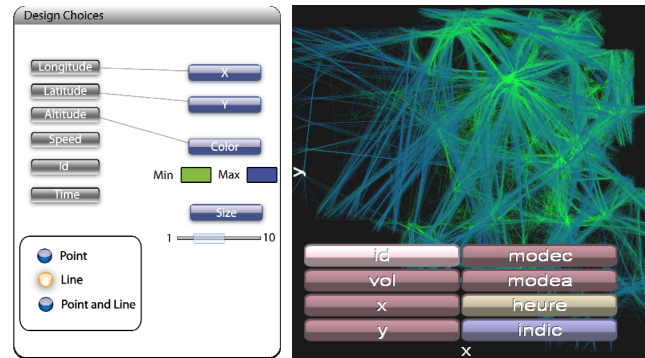 Design Choices
Longitude
X
Latitude
Y
Altitude
Speed
Color
Id
Min
Max
Time
Size
1
10
Point
Line
Point and Line
y
id
modec
vol
modea
x
heure
y
indic
x